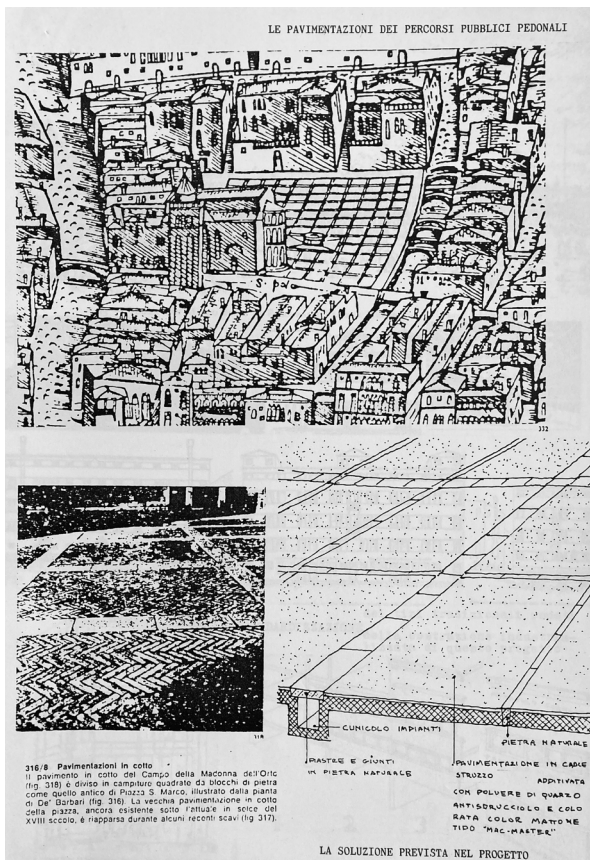 LE PAVIMENTAZIONI DEI PERCORSI PUBBLICI PEDONALI
S. polo
332
318
316/8 Pavimentazioni in cotto
Il pavimento in cotto del Campo della Madonna dell'Orto
(fig. 318) è diviso in campiture quadrate da blocchi di pietra
come quello antico di Piazza S. Marco, illustrato dalla pianta
di De' Barbari (fig. 316). La vecchia pavimentazione in cotto
della piazza, ancora esistente sotto l'attuale in selce del
XVIII secolo, è riapparsa durante alcuni recenti scavi (fig 317).
CUNICOLO IMPIANTI
PIASTRE E GIUNTI
IN PIETRA NATURALE
PIETRA NATURALE
PAVIMENTAZIONE IN CALCE
STRUZZO ADDITIVATA
CON POLVERE DI QUARZO
ANTISDRUCCIOLO E COLO
RATA COLOR MATTONE
TIPO "MAC-MASTER"
LA SOLUZIONE PREVISTA NEL PROGETTO